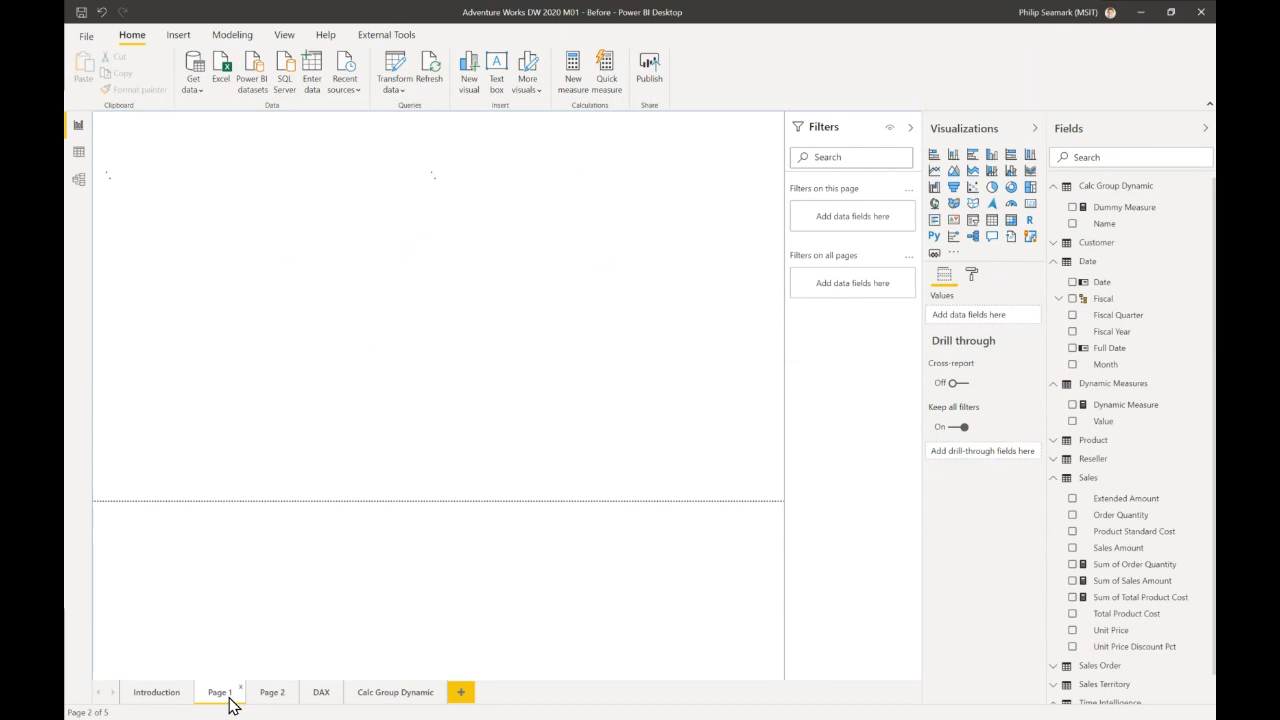 Adventure Works DW 2020 M01 - Before - Power BI Desktop
Philip Seamark (MSIT)
File
Home
Insert
Modeling
View
Help
External Tools
Paste
Cut
Copy
Format painter
Clipboard
Get data
Excel
Power BI datasets
SQL Server
Enter data
Recent sources
Data
Transform data
Refresh
Queries
New visual
A
Text box
More visuals
Insert
New measure
Quick measure
Calculations
Publish
Share
Filters
Search
Filters on this page
...
Add data fields here
Filters on all pages
...
Add data fields here
Visualizations
R
Py
...
Values
Add data fields here
Drill through
Cross-report
Off
Keep all filters
On
Add drill-through fields here
Fields
Search
Calc Group Dynamic
Dummy Measure
Name
Customer
Date
Date
Fiscal
Fiscal Quarter
Fiscal Year
Full Date
Month
Dynamic Measures
Dynamic Measure
Value
Product
Reseller
Sales
Extended Amount
Order Quantity
Product Standard Cost
Sales Amount
Sum of Order Quantity
Sum of Sales Amount
Sum of Total Product Cost
Total Product Cost
Unit Price
Unit Price Discount Pct
Sales Order
Sales Territory
Time Intelligence
Introduction
Page 1
Page 2
DAX
Calc Group Dynamic
Page 2 of 5